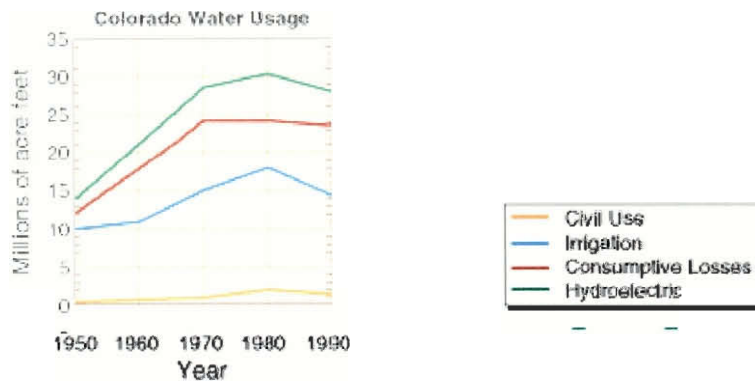 Colorado Water Usage
Millions of acre feet
35
30
25
20
15
10
5
0
1950 1960 1970 1980 1990
Year
Civil Use
Irrigation
Consumptive Losses
Hydroelectric